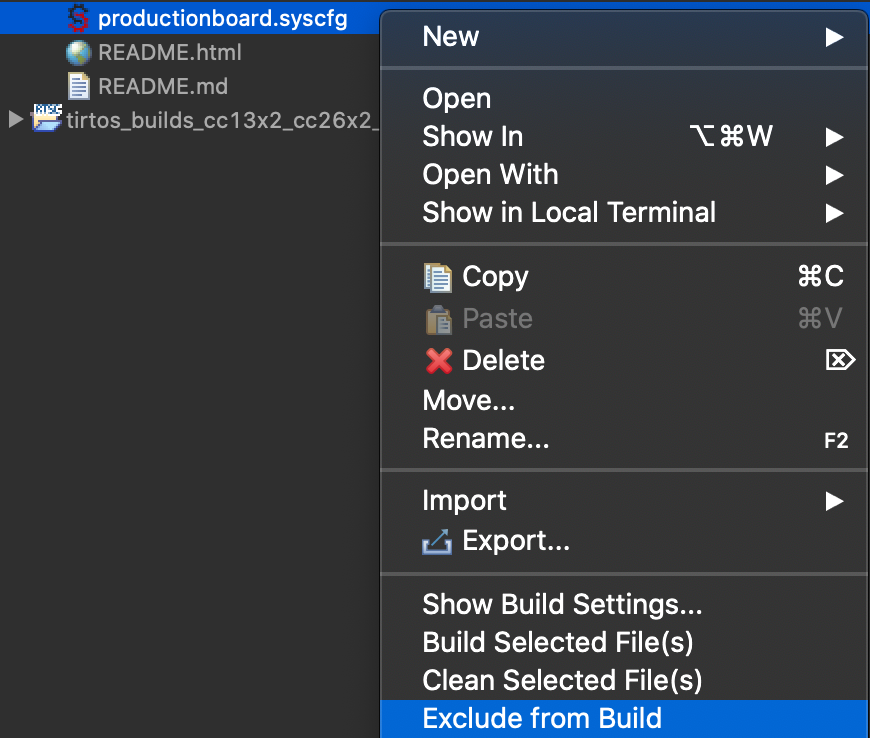 productionboard.syscfg
README.html
README.md
RTSC
tirtos_builds_cc13x2_cc26x2_
New
Open
Show In ⌥⌘W
Open With
Show in Local Terminal
Copy ⌘C
Paste ⌘V
Delete ⌦
Move...
Rename... F2
Import
Export...
Show Build Settings...
Build Selected File(s)
Clean Selected File(s)
Exclude from Build